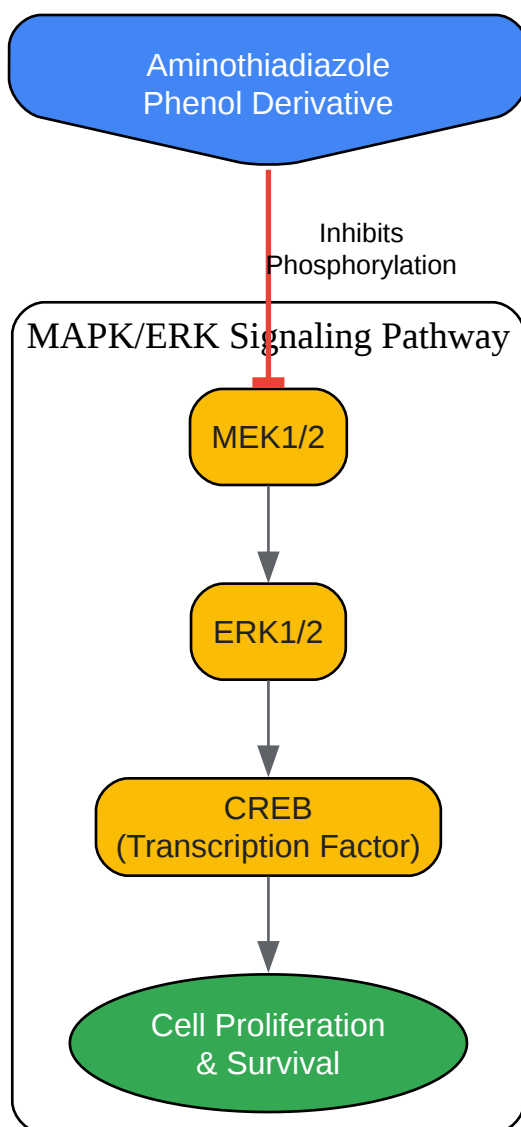 Aminothiadiazole
Phenol Derivative
Inhibits
Phosphorylation
MAPK/ERK Signaling Pathway
MEK1/2
ERK1/2
CREB
(Transcription Factor)
Cell Proliferation
& Survival